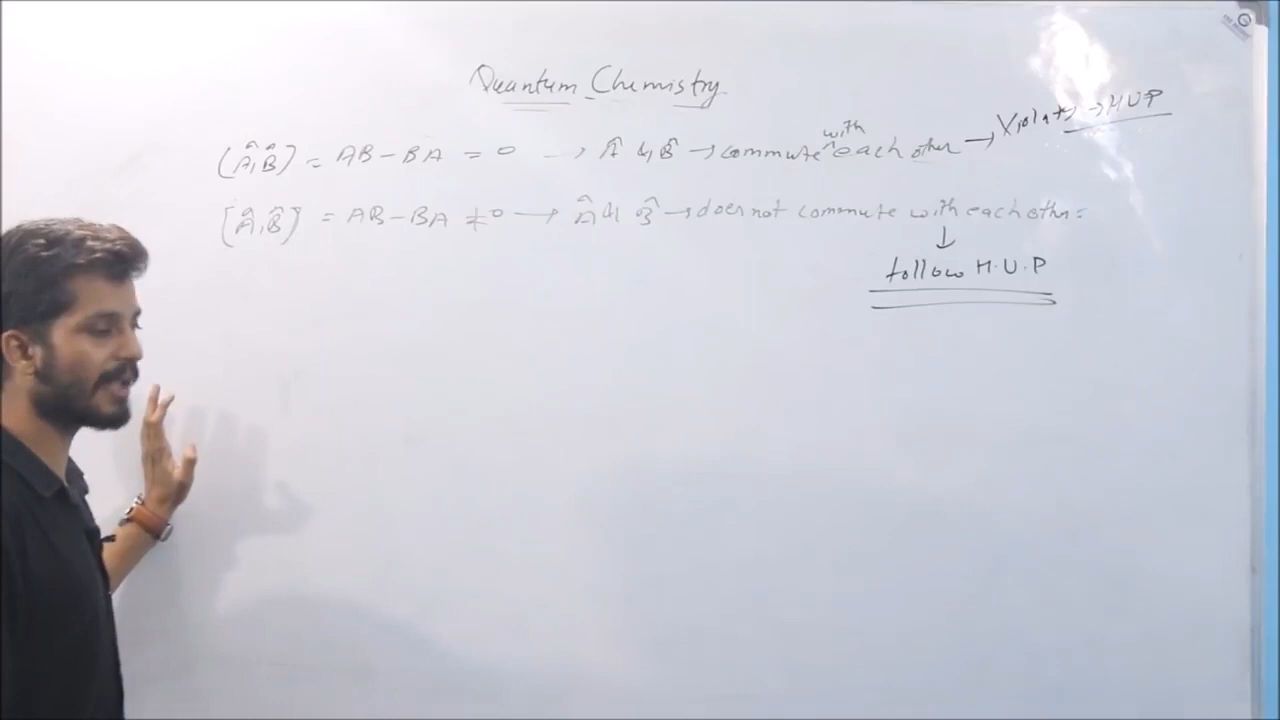 Quantum Chemistry
[Â,B̂] = AB-BA = 0 → Â & B̂ → commute with each other → Violates → HUP
[Â,B̂] = AB-BA ≠ 0 → Â & B̂ → does not commute with each other =
↓
follow H.U.P